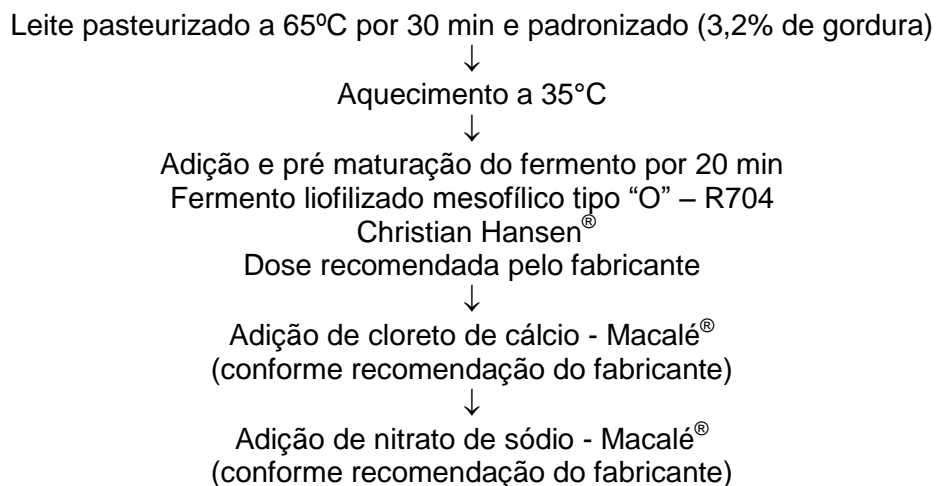 Leite pasteurizado a 65ºC por 30 min e padronizado (3,2% de gordura)
↓
Aquecimento a 35°C
↓
Adição e pré maturação do fermento por 20 min
Fermento liofilizado mesofílico tipo “O” – R704
Christian Hansen®
Dose recomendada pelo fabricante
↓
Adição de cloreto de cálcio - Macalé®
(conforme recomendação do fabricante)
↓
Adição de nitrato de sódio - Macalé®
(conforme recomendação do fabricante)